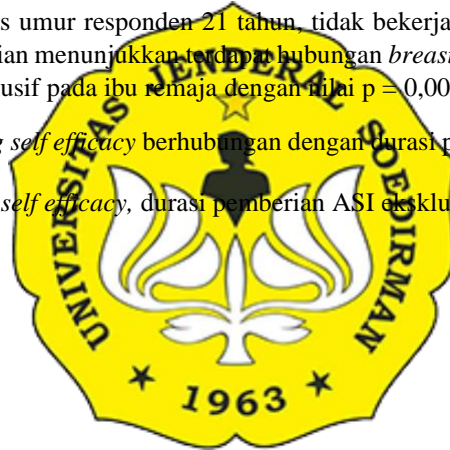 s umur responden 21 tahun, tidak bekerja
ian menunjukkan terdapat hubungan breas
usif pada ibu remaja dengan nilai p = 0,00
self efficacy berhubungan dengan durasi p
self efficacy, durasi pemberian ASI eksklu
UNIVERSITAS JENDERAL SOEDIRMAN
1963